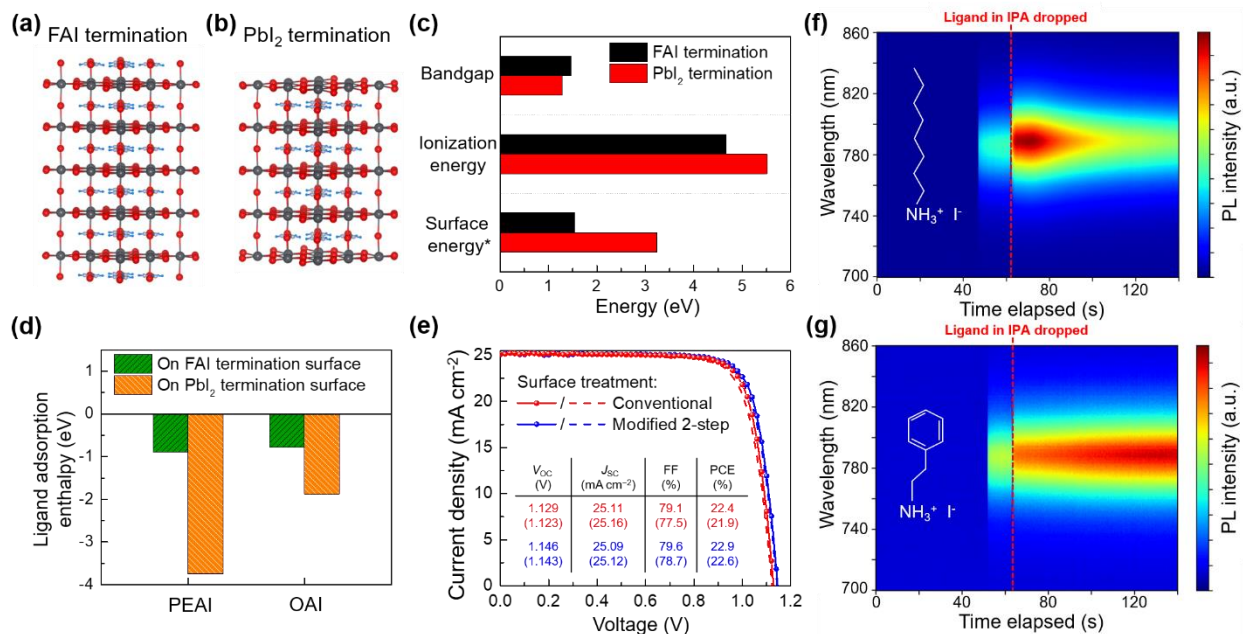 (a)
FAI termination
(b)
PbI₂ termination
(c)
FAI termination
PbI₂ termination
Bandgap
Ionization
energy
Surface
energy*
0 1 2 3 4 5 6
Energy (eV)
(d)
On FAI termination surface
On PbI₂ termination surface
Ligand adsorption
enthalpy (eV)
1
0
-1
-2
-3
-4
PEAI OAI
(e)
Current density (mA cm⁻²)
25
20
15
10
5
0
Surface treatment:
/ Conventional
/ Modified 2-step
V_OC J_SC FF PCE
(V) (mA cm⁻²) (%) (%)
1.129 25.11 79.1 22.4
(1.123) (25.16) (77.5) (21.9)
1.146 25.09 79.6 22.9
(1.143) (25.12) (78.7) (22.6)
0.0 0.2 0.4 0.6 0.8 1.0 1.2
Voltage (V)
(f)
Ligand in IPA dropped
Wavelength (nm)
860
820
780
740
700
NH₃⁺ I⁻
0 40 80 120
Time elapsed (s)
PL intensity (a.u.)
(g)
Ligand in IPA dropped
Wavelength (nm)
860
820
780
740
700
NH₃⁺ I⁻
0 40 80 120
Time elapsed (s)
PL intensity (a.u.)